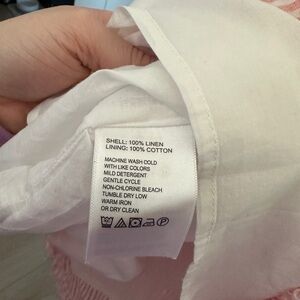 SHELL: 100% LINEN
LINING: 100% COTTON
MACHINE WASH COLD
WITH LIKE COLORS
MILD DETERGENT
GENTLE CYCLE
NON-CHLORINE BLEACH
TUMBLE DRY LOW
WARM IRON
OR DRY CLEAN